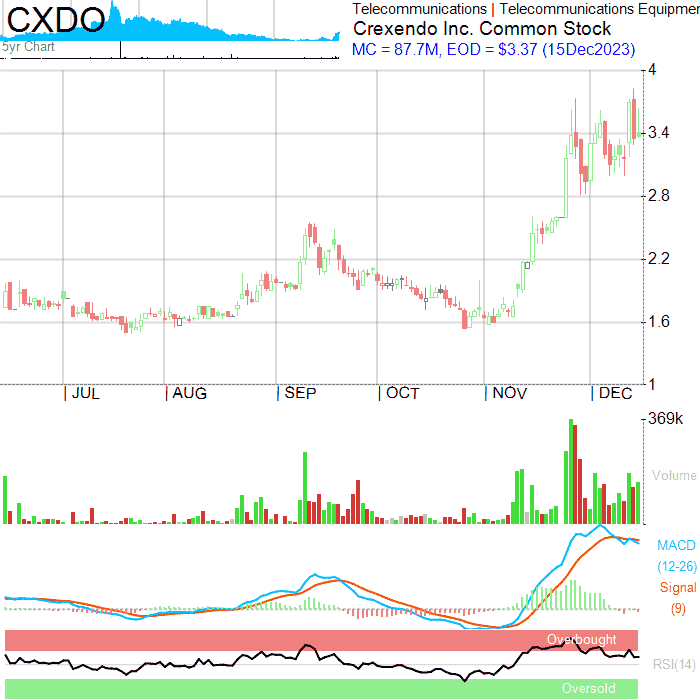 CXDO
5yr Chart
Telecommunications | Telecommunications Equipmen
Crexendo Inc. Common Stock
MC = 87.7M, EOD = $3.37 (15Dec2023)
4
3.4
2.8
2.2
1.6
1
JUL AUG SEP OCT NOV DEC
369k
Volume
MACD
(12-26)
Signal
(9)
Overbought
RSI(14)
Oversold